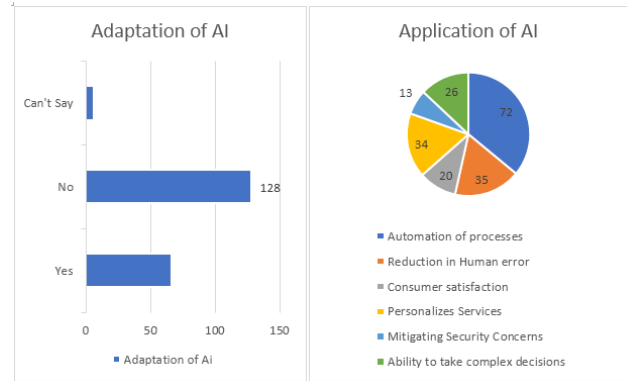 Adaptation of AI
Can't Say
No
128
Yes
0
50
100
150
Adaptation of Ai
Application of AI
13
26
72
34
20
35
Automation of processes
Reduction in Human error
Consumer satisfaction
Personalizes Services
Mitigating Security Concerns
Ability to take complex decisions